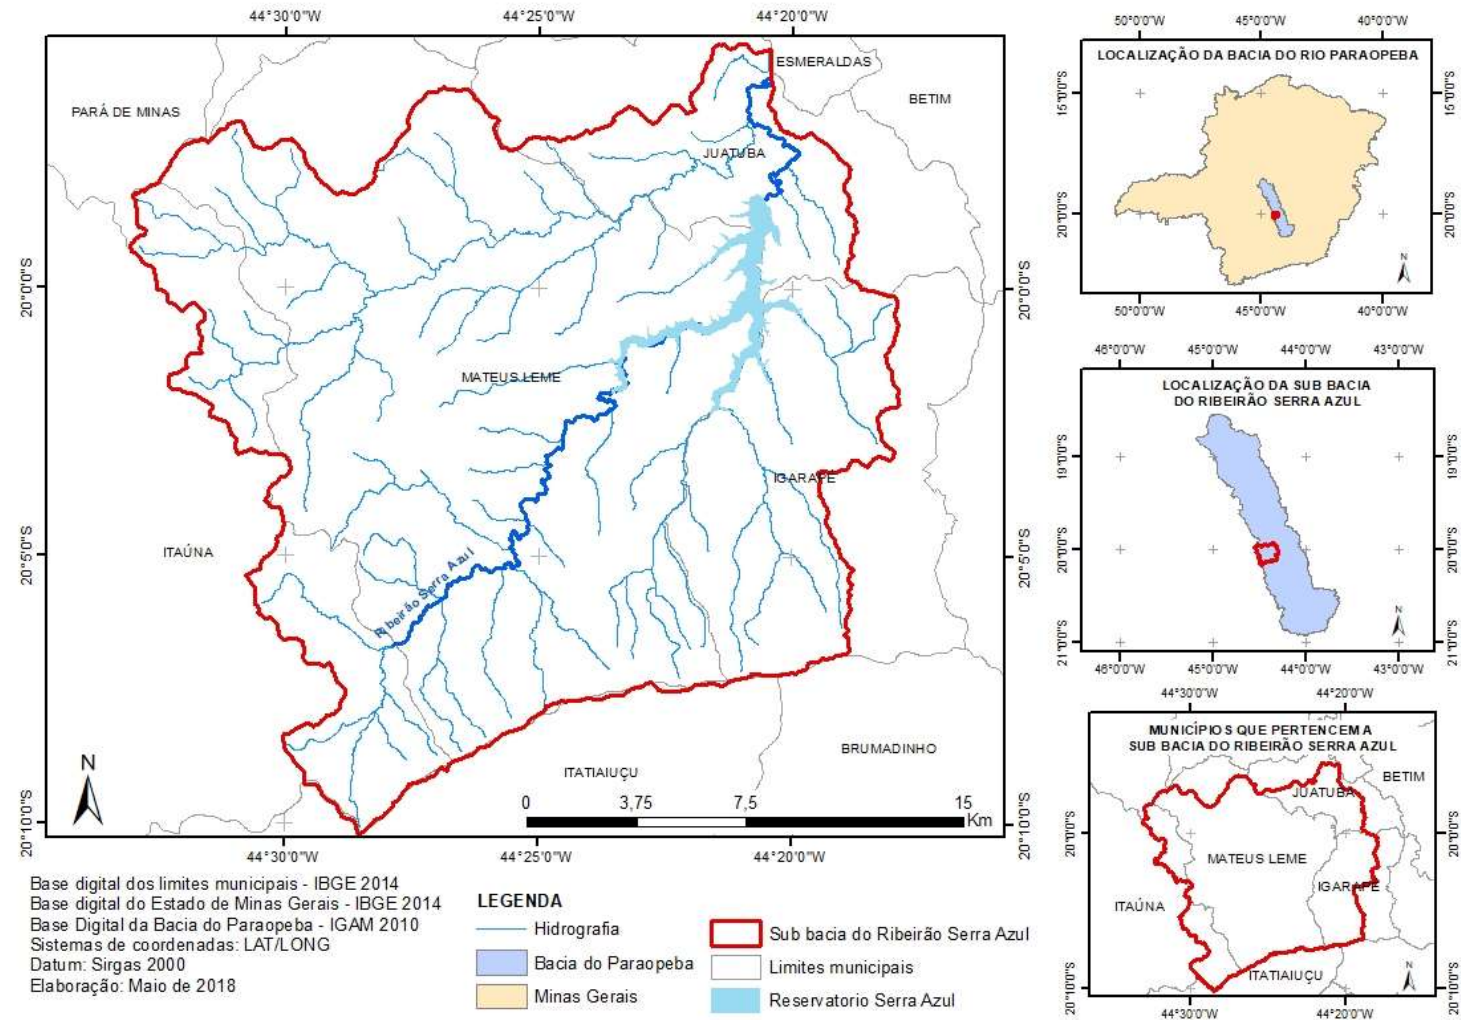 44°30'0"W 44°25'0"W 44°20'0"W
ESMERALDAS
PARÁ DE MINAS
BETIM
JUATUBA
20°0'0"S
20°0'0"S
MATEUS LEME
IGARAPÉ
ITAÚNA
20°5'0"S
20°5'0"S
Ribeirão Serra Azul
BRUMADINHO
ITATIAIUÇU
N
0 3,75 7,5 15
Km
20°10'0"S
20°10'0"S
44°30'0"W 44°25'0"W 44°20'0"W
50°0'0"W 45°0'0"W 40°0'0"W
LOCALIZAÇÃO DA BACIA DO RIO PARAOPEBA
15°0'0"S
15°0'0"S
20°0'0"S
20°0'0"S
N
50°0'0"W 45°0'0"W 40°0'0"W
46°0'0"W 45°0'0"W 44°0'0"W 43°0'0"W
LOCALIZAÇÃO DA SUB BACIA
DO RIBEIRÃO SERRA AZUL
19°0'0"S
19°0'0"S
20°0'0"S
20°0'0"S
N
21°0'0"S
21°0'0"S
46°0'0"W 45°0'0"W 44°0'0"W 43°0'0"W
44°30'0"W 44°20'0"W
MUNICÍPIOS QUE PERTENCEM A
SUB BACIA DO RIBEIRÃO SERRA AZUL
BETIM
JUATUBA
20°0'0"S
20°0'0"S
MATEUS LEME
IGARAPÉ
ITAÚNA
ITATIAIUÇU
N
20°10'0"S
20°10'0"S
44°30'0"W 44°20'0"W
Base digital dos limites municipais - IBGE 2014
Base digital do Estado de Minas Gerais - IBGE 2014
Base Digital da Bacia do Paraopeba - IGAM 2010
Sistemas de coordenadas: LAT/LONG
Datum: Sirgas 2000
Elaboração: Maio de 2018
LEGENDA
Hidrografia
Bacia do Paraopeba
Minas Gerais
Sub bacia do Ribeirão Serra Azul
Limites municipais
Reservatorio Serra Azul